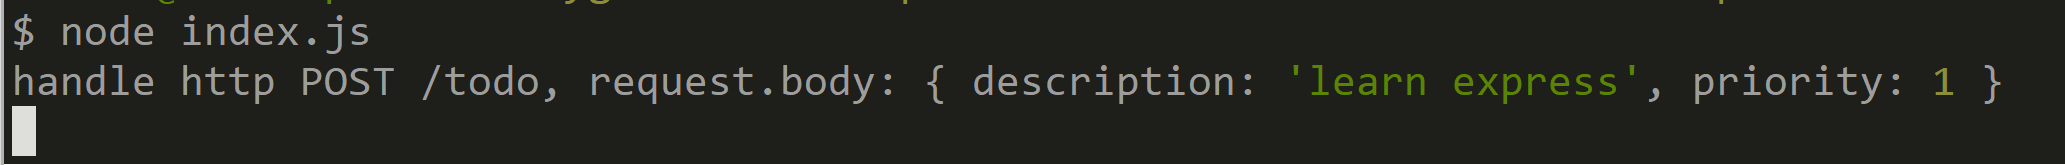 $ node index.js
handle http POST /todo, request.body: { description: 'learn express', priority: 1 }